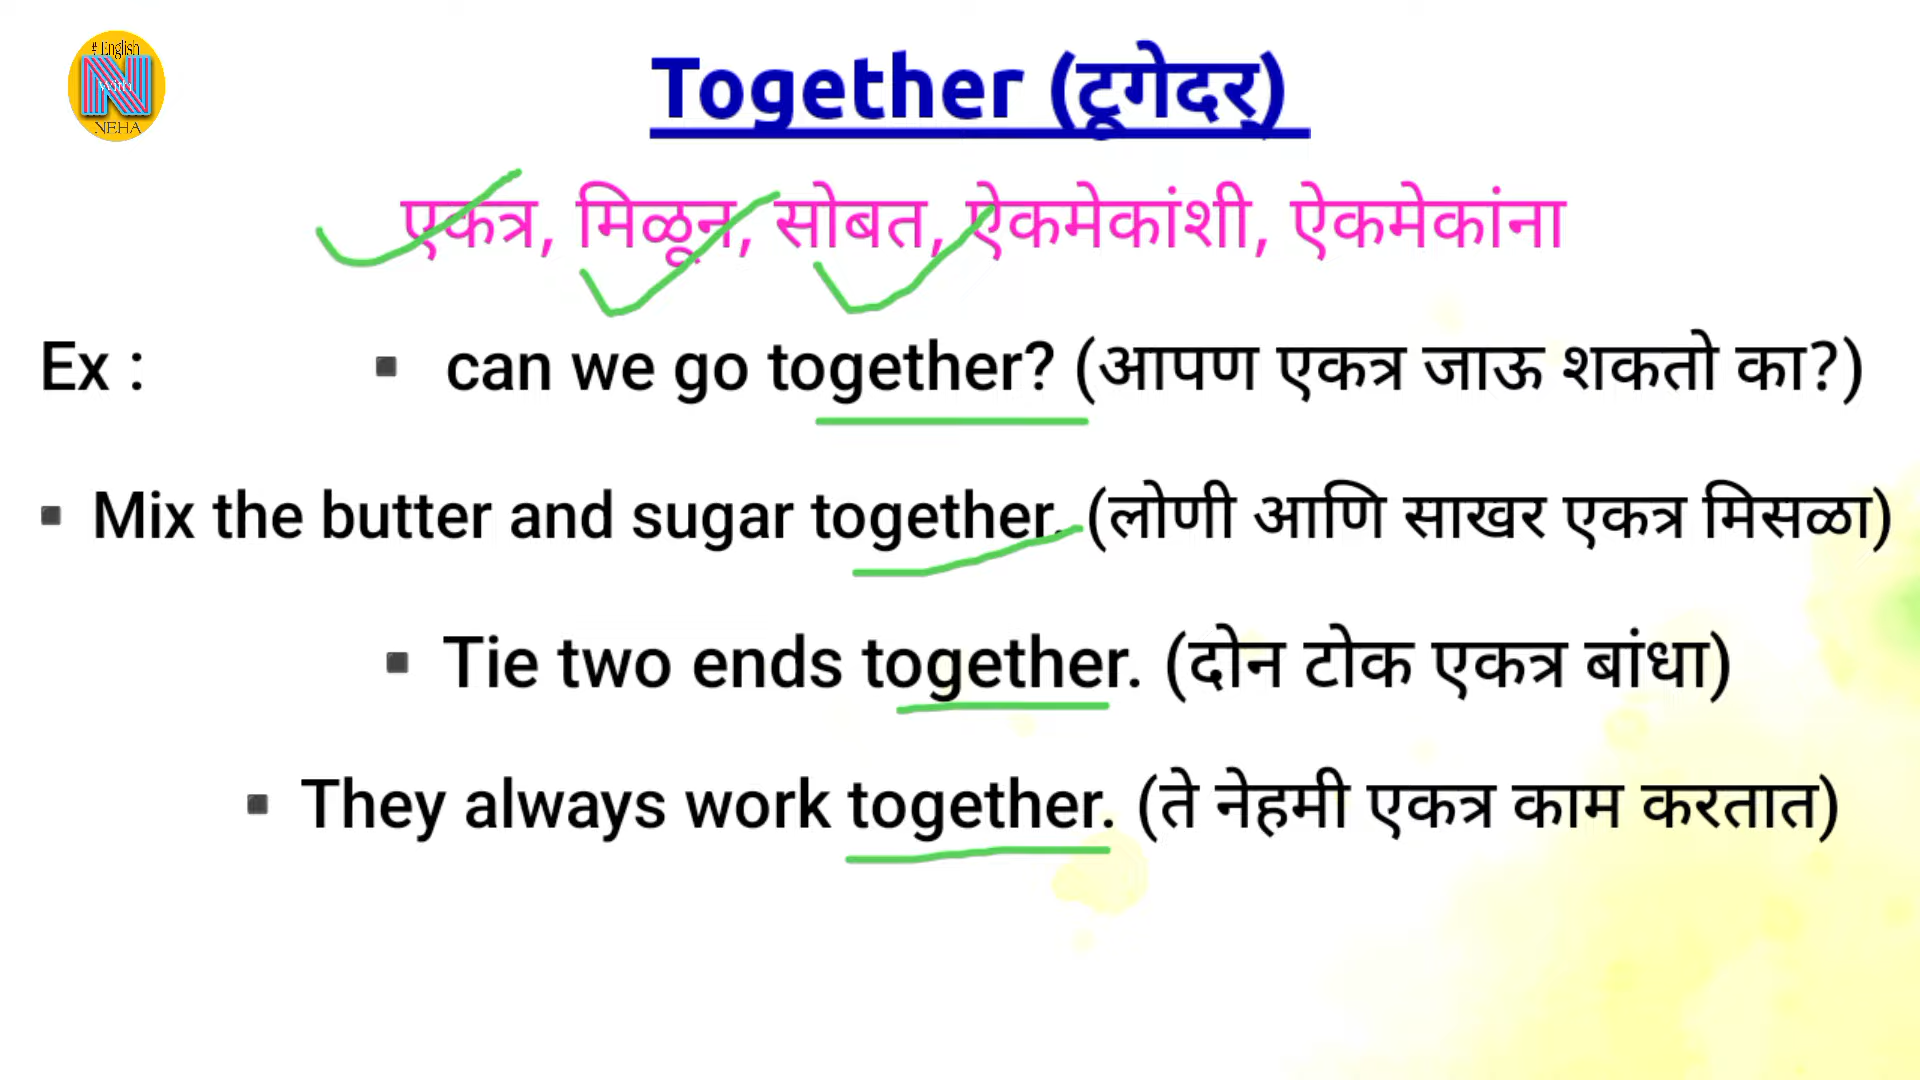 # English
With
NEHA
Together (टूगेदर्)
एकत्र, मिळून, सोबत, ऐकमेकांशी, ऐकमेकांना
Ex : ▪ can we go together? (आपण एकत्र जाऊ शकतो का?)
▪ Mix the butter and sugar together. (लोणी आणि साखर एकत्र मिसळा)
▪ Tie two ends together. (दोन टोक एकत्र बांधा)
▪ They always work together. (ते नेहमी एकत्र काम करतात)